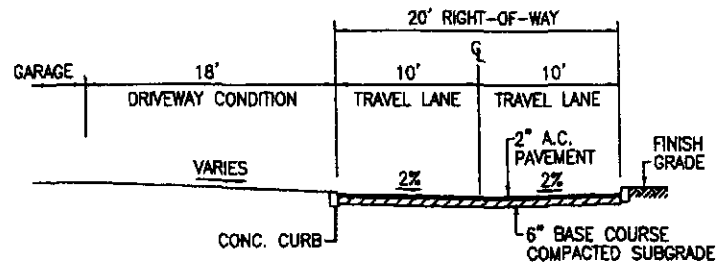 20' RIGHT-OF-WAY
℄
GARAGE
18'
10'
10'
DRIVEWAY CONDITION
TRAVEL LANE
TRAVEL LANE
2" A.C.
PAVEMENT
FINISH
GRADE
VARIES
2%
2%
CONC. CURB
6" BASE COURSE
COMPACTED SUBGRADE